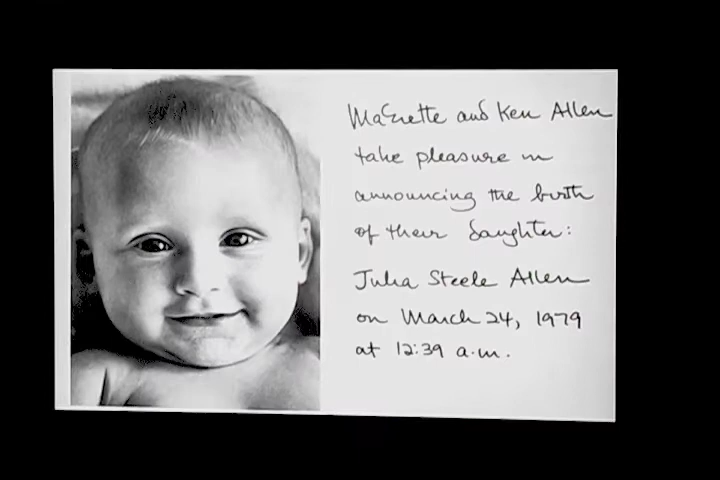 and Ken Allen
take pleasure in
announcing the birth
of their daughter:
Julia Steele Allen
on March 24, 1979
at 12:39 a.m.